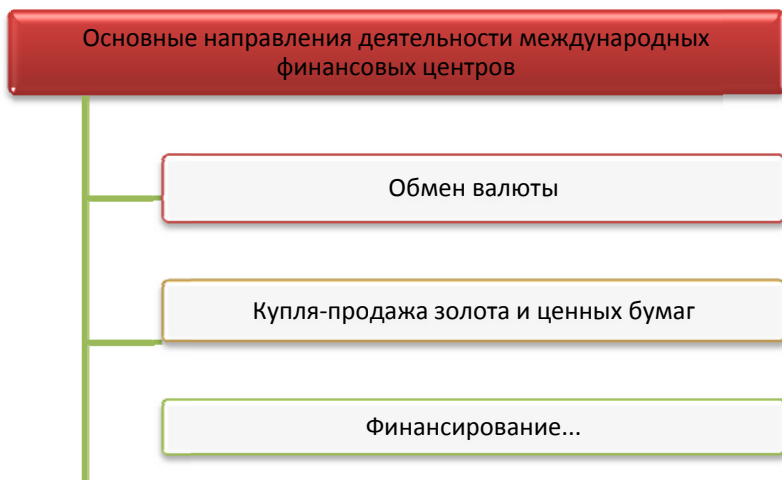 Основные направления деятельности международных
финансовых центров
Обмен валюты
Купля-продажа золота и ценных бумаг
Финансирование...